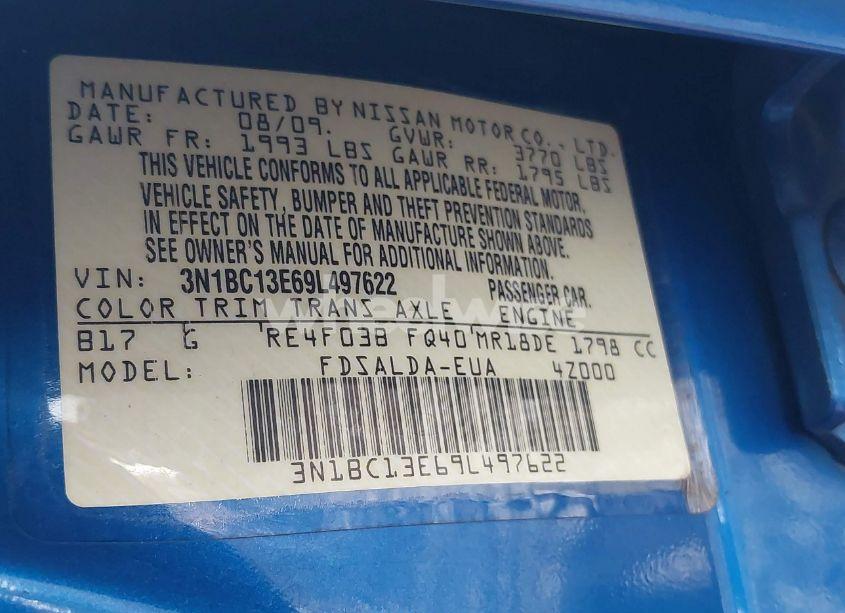 MANUFACTURED BY NISSAN MOTOR CO., LTD.
DATE: 08/09. GVWR: 3770 LBS
GAWR FR: 1993 LBS GAWR RR: 1795 LBS
THIS VEHICLE CONFORMS TO ALL APPLICABLE FEDERAL MOTOR
VEHICLE SAFETY, BUMPER AND THEFT PREVENTION STANDARDS
IN EFFECT ON THE DATE OF MANUFACTURE SHOWN ABOVE.
SEE OWNER'S MANUAL FOR ADDITIONAL INFORMATION.
VIN: 3N1BC13E69L497622 PASSENGER CAR.
COLOR TRIM TRANS AXLE ENGINE
B17 G RE4F03B FQ40 MR18DE 1798 CC
MODEL: FDSALDA-EUA 4Z000
3N1BC13E69L497622